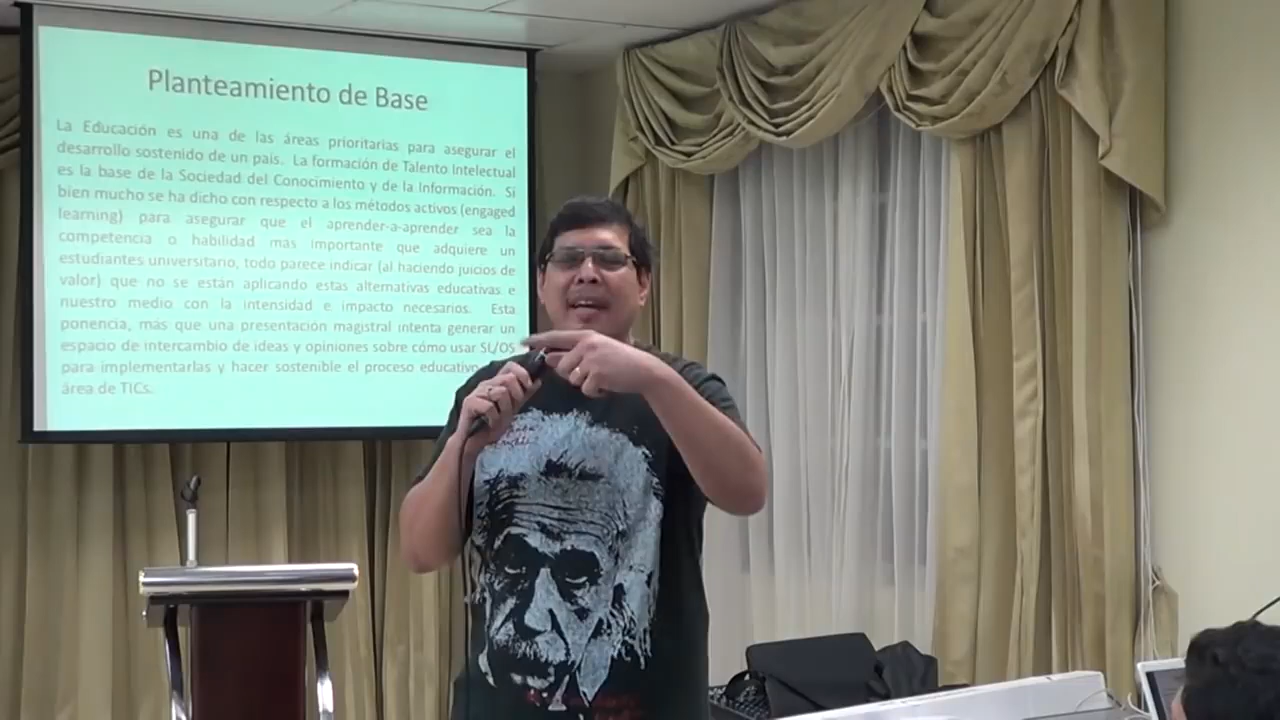 Planteamiento de Base
La Educación es una de las áreas prioritarias para asegurar el
desarrollo sostenido de un país. La formación de Talento Intelectual
es la base de la Sociedad del Conocimiento y de la Información. Si
bien mucho se ha dicho con respecto a los métodos activos (engaged
learning) para asegurar que el aprender-a-aprender sea la
competencia o habilidad más importante que adquiere un
estudiantes universitario, todo parece indicar (al haciendo juicios de
valor) que no se están aplicando estas alternativas educativas e
nuestro medio con la intensidad e impacto necesarios. Esta
ponencia, más que una presentación magistral intenta generar un
espacio de intercambio de ideas y opiniones sobre cómo usar SL/OS
para implementarlas y hacer sostenible el proceso educativo
área de TICs.